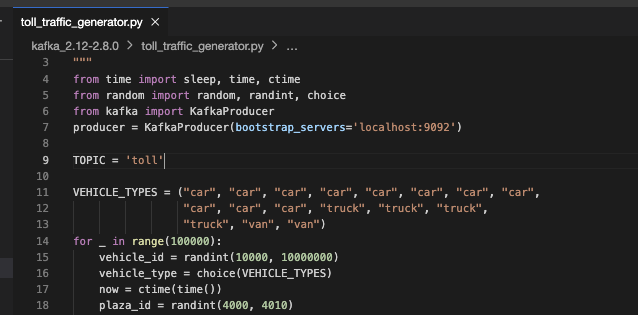 toll_traffic_generator.py ×
kafka_2.12-2.8.0 > toll_traffic_generator.py > ...
3 """
4 from time import sleep, time, ctime
5 from random import random, randint, choice
6 from kafka import KafkaProducer
7 producer = KafkaProducer(bootstrap_servers='localhost:9092')
8
9 TOPIC = 'toll'
10
11 VEHICLE_TYPES = ("car", "car", "car", "car", "car", "car", "car", "car",
12 "car", "car", "car", "truck", "truck", "truck",
13 "truck", "van", "van")
14 for _ in range(100000):
15 vehicle_id = randint(10000, 10000000)
16 vehicle_type = choice(VEHICLE_TYPES)
17 now = ctime(time())
18 plaza_id = randint(4000, 4010)